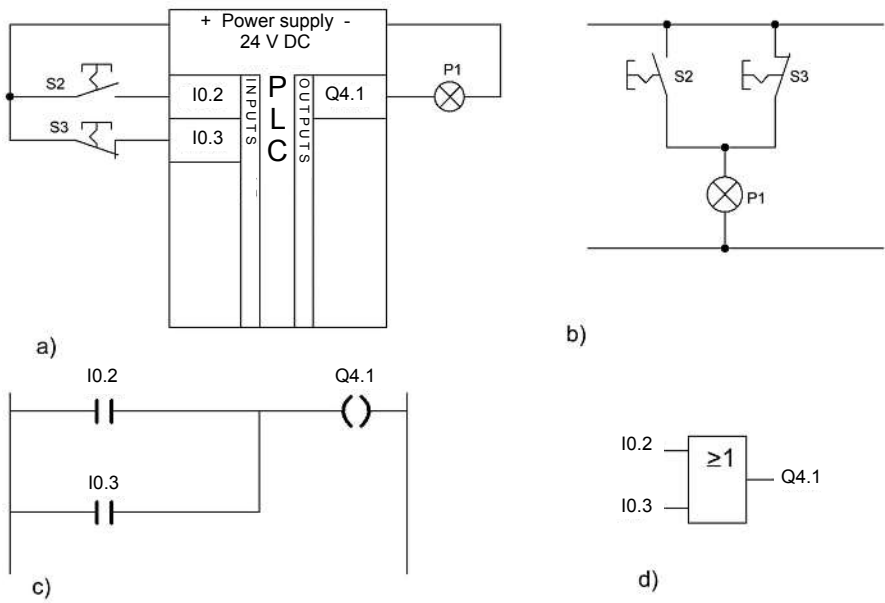 + Power supply -
24 V DC
S2
I0.2
INPUTS
PLC
OUTPUTS
Q4.1
P1
S3
I0.3
a)
S2
S3
P1
b)
I0.2
Q4.1
I0.3
c)
I0.2
≥1
Q4.1
I0.3
d)